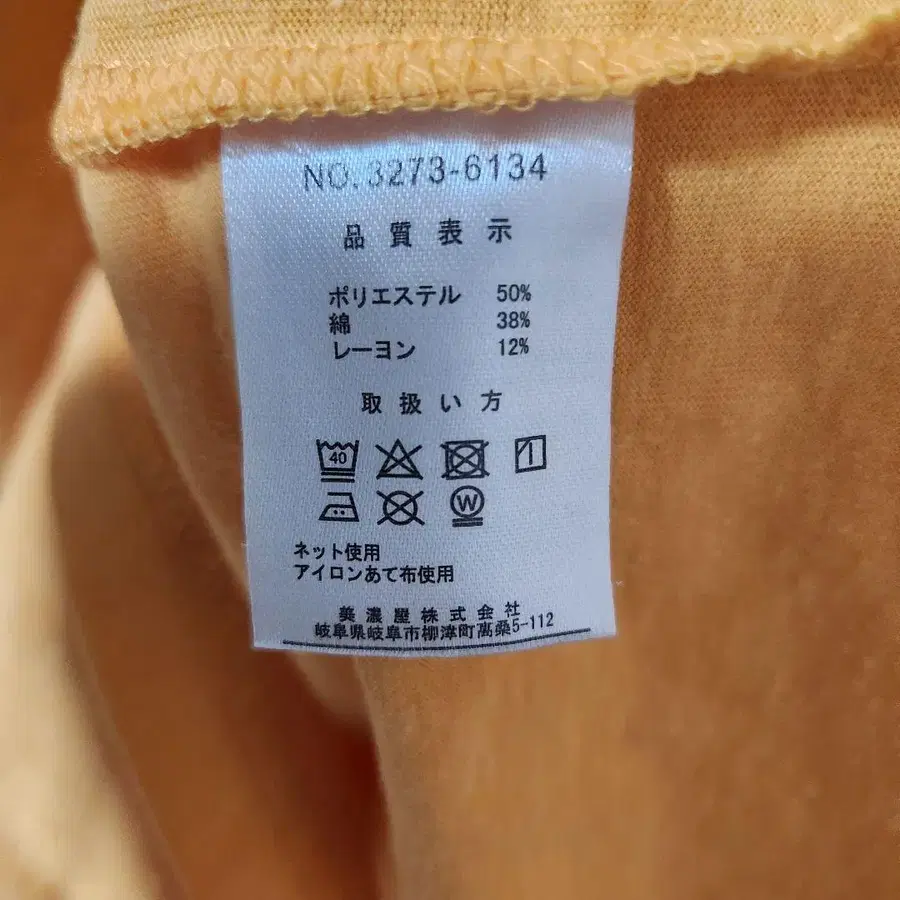 NO.3273-6134
品質表示
ポリエステル 50%
綿 38%
レーヨン 12%
取扱い方
40
W
ネット使用
アイロンあて布使用
美濃屋株式会社
岐阜県岐阜市柳津町高桑5-112